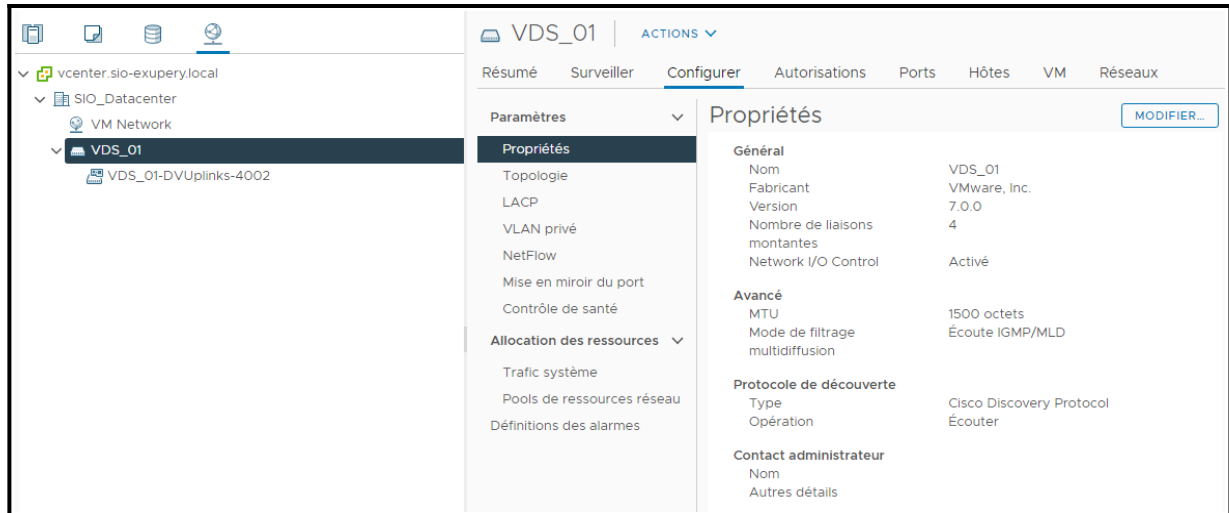 vcenter.sio-exupery.local
SIO_Datacenter
VM Network
VDS_01
VDS_01-DVUplinks-4002
VDS_01 ACTIONS
Résumé Surveiller Configurer Autorisations Ports Hôtes VM Réseaux
Paramètres
Propriétés
Topologie
LACP
VLAN privé
NetFlow
Mise en miroir du port
Contrôle de santé
Allocation des ressources
Trafic système
Pools de ressources réseau
Définitions des alarmes
Propriétés MODIFIER...
Général
Nom VDS_01
Fabricant VMware, Inc.
Version 7.0.0
Nombre de liaisons 4
montantes
Network I/O Control Activé
Avancé
MTU 1500 octets
Mode de filtrage Écoute IGMP/MLD
multidiffusion
Protocole de découverte
Type Cisco Discovery Protocol
Opération Écouter
Contact administrateur
Nom
Autres détails